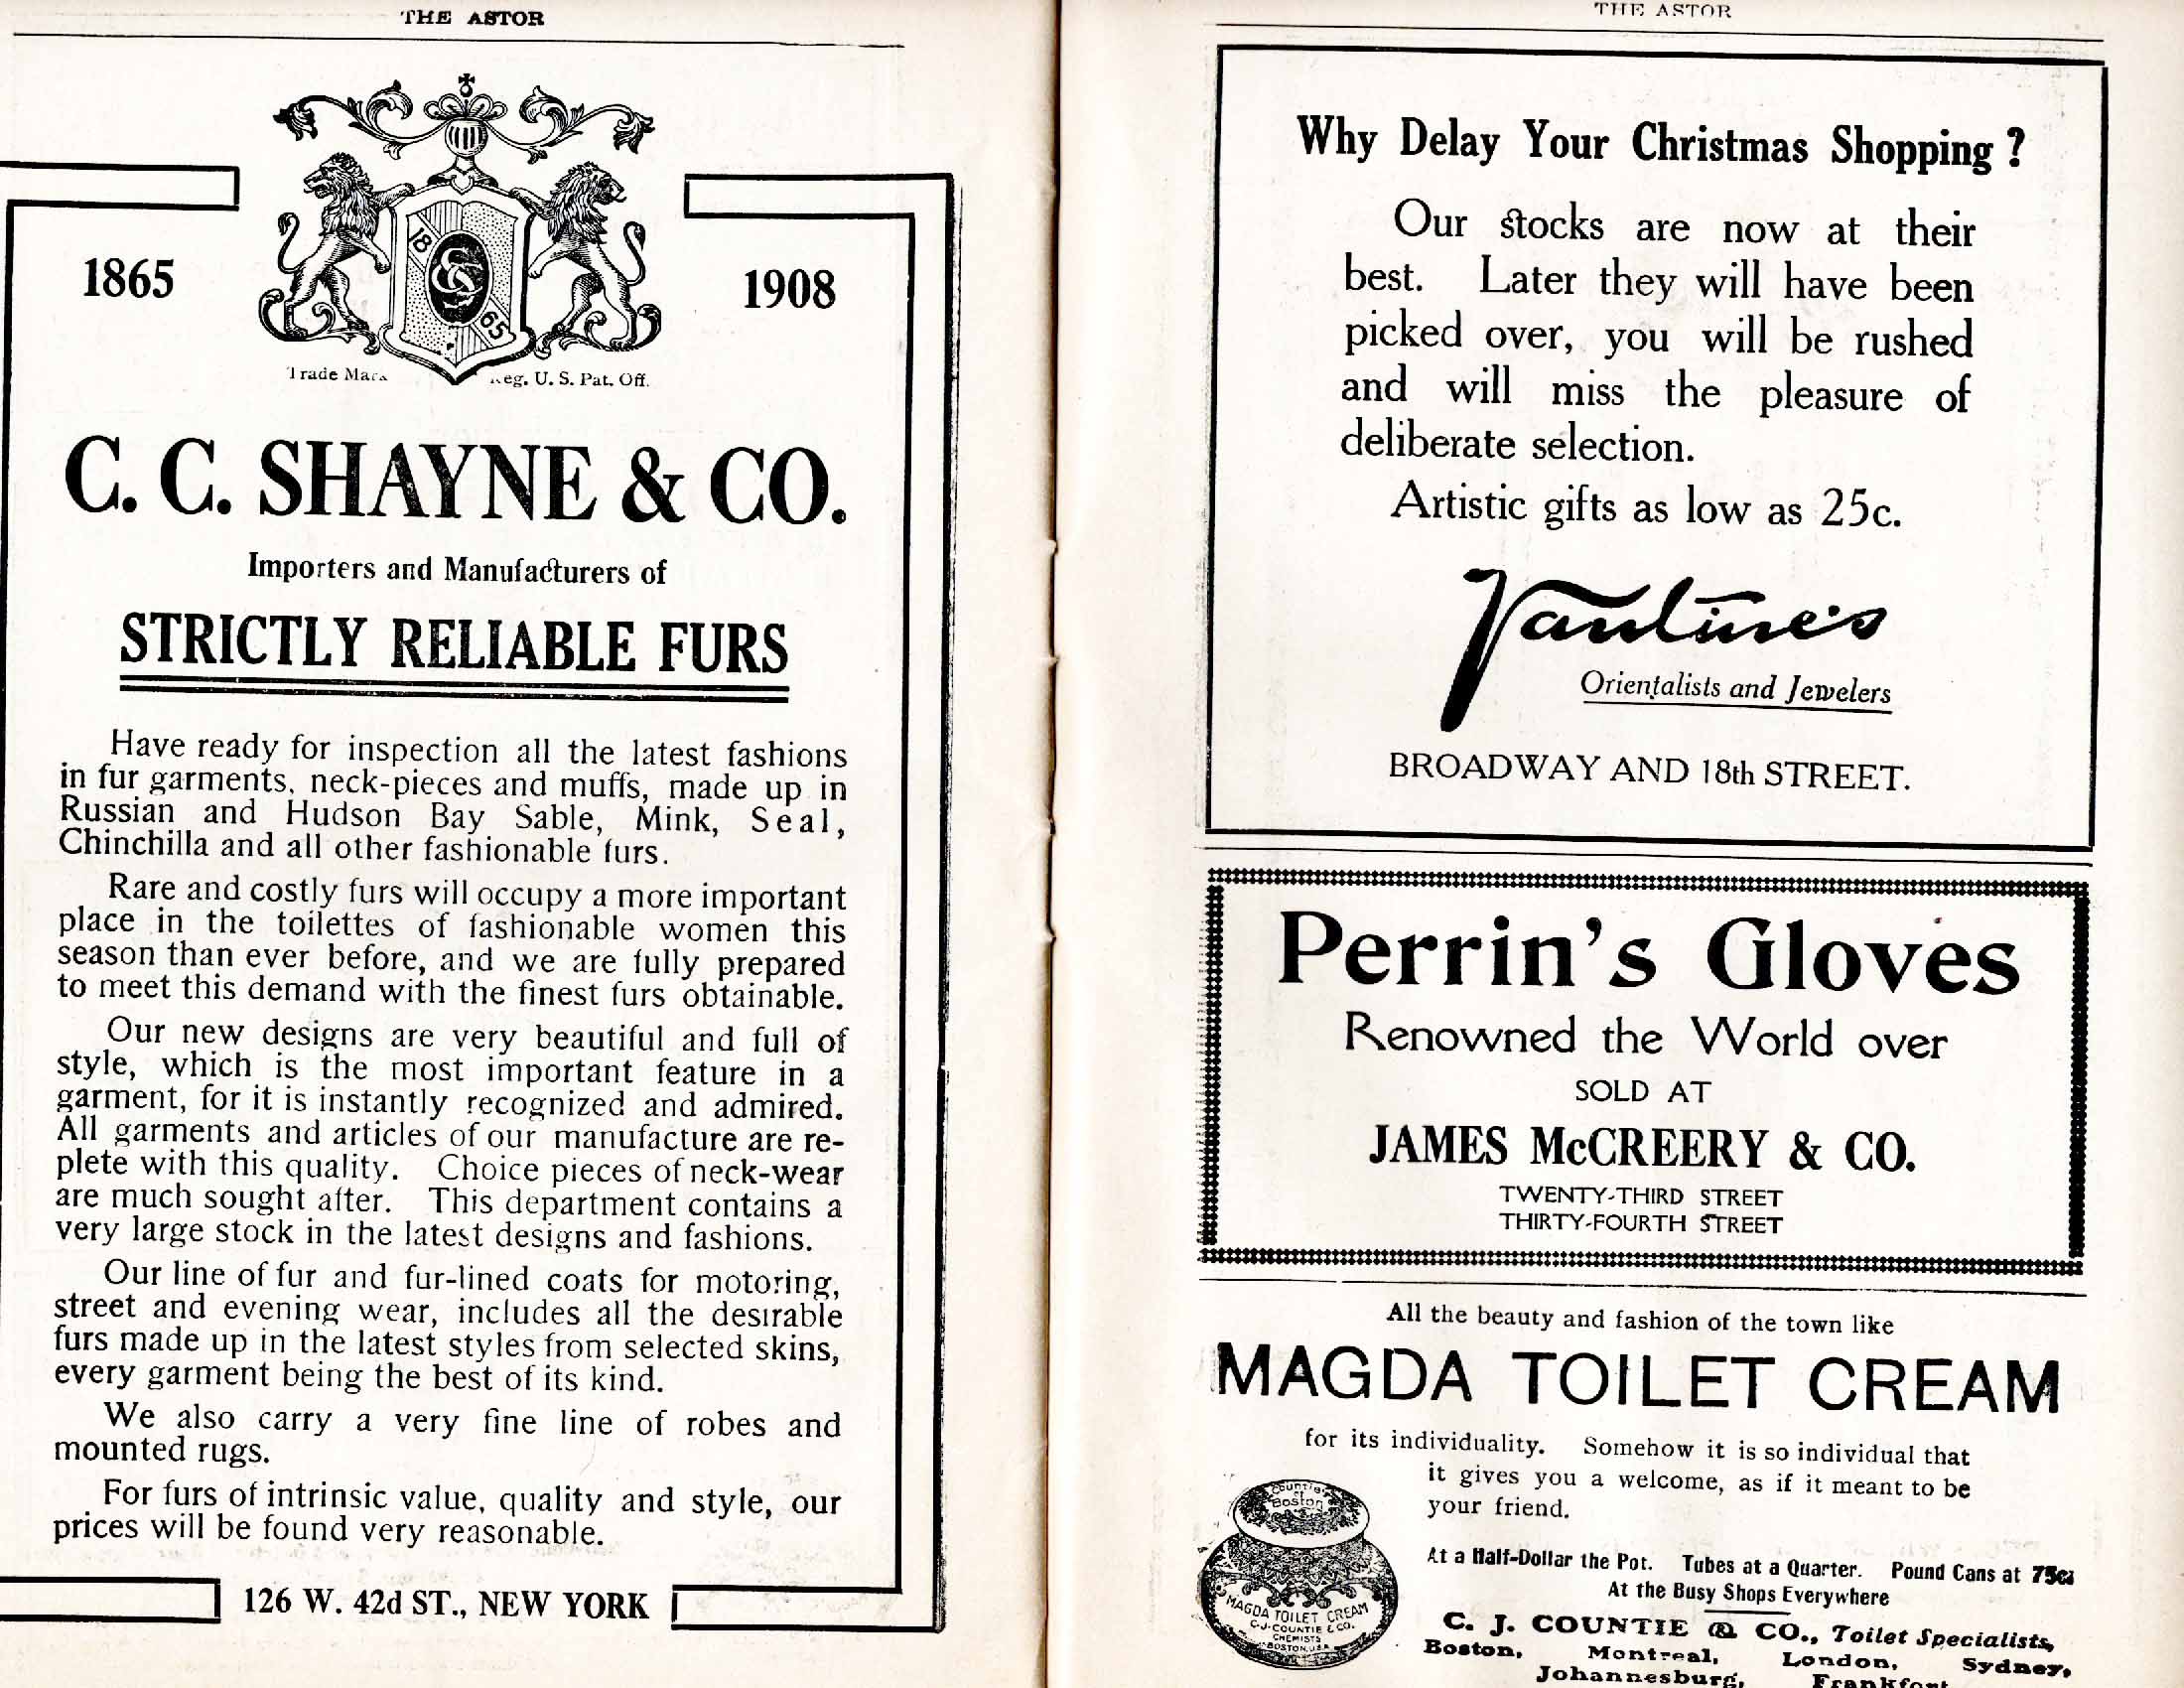 THE ASTOR
1865
18
65
1908
Trade Mark
Reg. U. S. Pat. Off.
C. C. SHAYNE & CO.
Importers and Manufacturers of
STRICTLY RELIABLE FURS
Have ready for inspection all the latest fashions
in fur garments, neck-pieces and muffs, made up in
Russian and Hudson Bay Sable, Mink, Seal,
Chinchilla and all other fashionable furs.
Rare and costly furs will occupy a more important
place in the toilettes of fashionable women this
season than ever before, and we are fully prepared
to meet this demand with the finest furs obtainable.
Our new designs are very beautiful and full of
style, which is the most important feature in a
garment, for it is instantly recognized and admired.
All garments and articles of our manufacture are re-
plete with this quality. Choice pieces of neck-wear
are much sought after. This department contains a
very large stock in the latest designs and fashions.
Our line of fur and fur-lined coats for motoring,
street and evening wear, includes all the desirable
furs made up in the latest styles from selected skins,
every garment being the best of its kind.
We also carry a very fine line of robes and
mounted rugs.
For furs of intrinsic value, quality and style, our
prices will be found very reasonable.
126 W. 42d ST., NEW YORK
THE ASTOR
Why Delay Your Christmas Shopping?
Our stocks are now at their
best. Later they will have been
picked over, you will be rushed
and will miss the pleasure of
deliberate selection.
Artistic gifts as low as 25c.
Vantine's
Orientalists and Jewelers
BROADWAY AND 18th STREET.
Perrin's Gloves
Renowned the World over
SOLD AT
JAMES McCREERY & CO.
TWENTY-THIRD STREET
THIRTY-FOURTH STREET
All the beauty and fashion of the town like
MAGDA TOILET CREAM
for its individuality. Somehow it is so individual that
it gives you a welcome, as if it meant to be
your friend.
Countie
of
Boston
MAGDA TOILET CREAM
C.J. COUNTIE & CO.
CHEMISTS
BOSTON, U.S.A.
At a Half-Dollar the Pot. Tubes at a Quarter. Pound Cans at 75c.
At the Busy Shops Everywhere
C. J. COUNTIE & CO., Toilet Specialists,
Boston, Montreal, London, Sydney,
Johannesburg, Frankfort